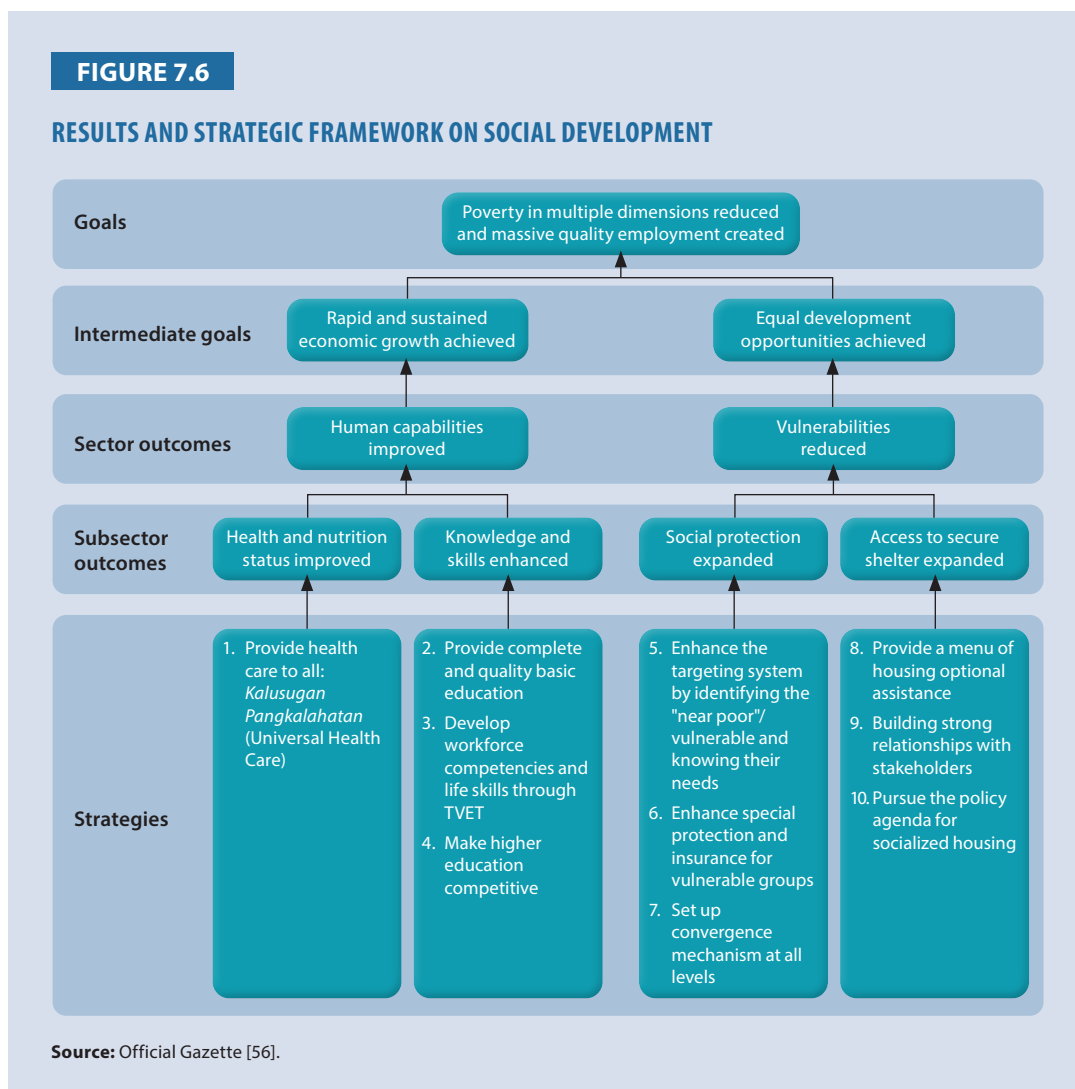 FIGURE 7.6
RESULTS AND STRATEGIC FRAMEWORK ON SOCIAL DEVELOPMENT
Goals
Poverty in multiple dimensions reduced
and massive quality employment created
Intermediate goals
Rapid and sustained
economic growth achieved
Equal development
opportunities achieved
Sector outcomes
Human capabilities
improved
Vulnerabilities
reduced
Subsector
outcomes
Health and nutrition
status improved
Knowledge and
skills enhanced
Social protection
expanded
Access to secure
shelter expanded
Strategies
1. Provide health
care to all:
Kalusugan
Pangkalahatan
(Universal Health
Care)
2. Provide complete
and quality basic
education
3. Develop
workforce
competencies and
life skills through
TVET
4. Make higher
education
competitive
5. Enhance the
targeting system
by identifying the
"near poor"/
vulnerable and
knowing their
needs
6. Enhance special
protection and
insurance for
vulnerable groups
7. Set up
convergence
mechanism at all
levels
8. Provide a menu of
housing optional
assistance
9. Building strong
relationships with
stakeholders
10. Pursue the policy
agenda for
socialized housing
Source: Official Gazette [56].